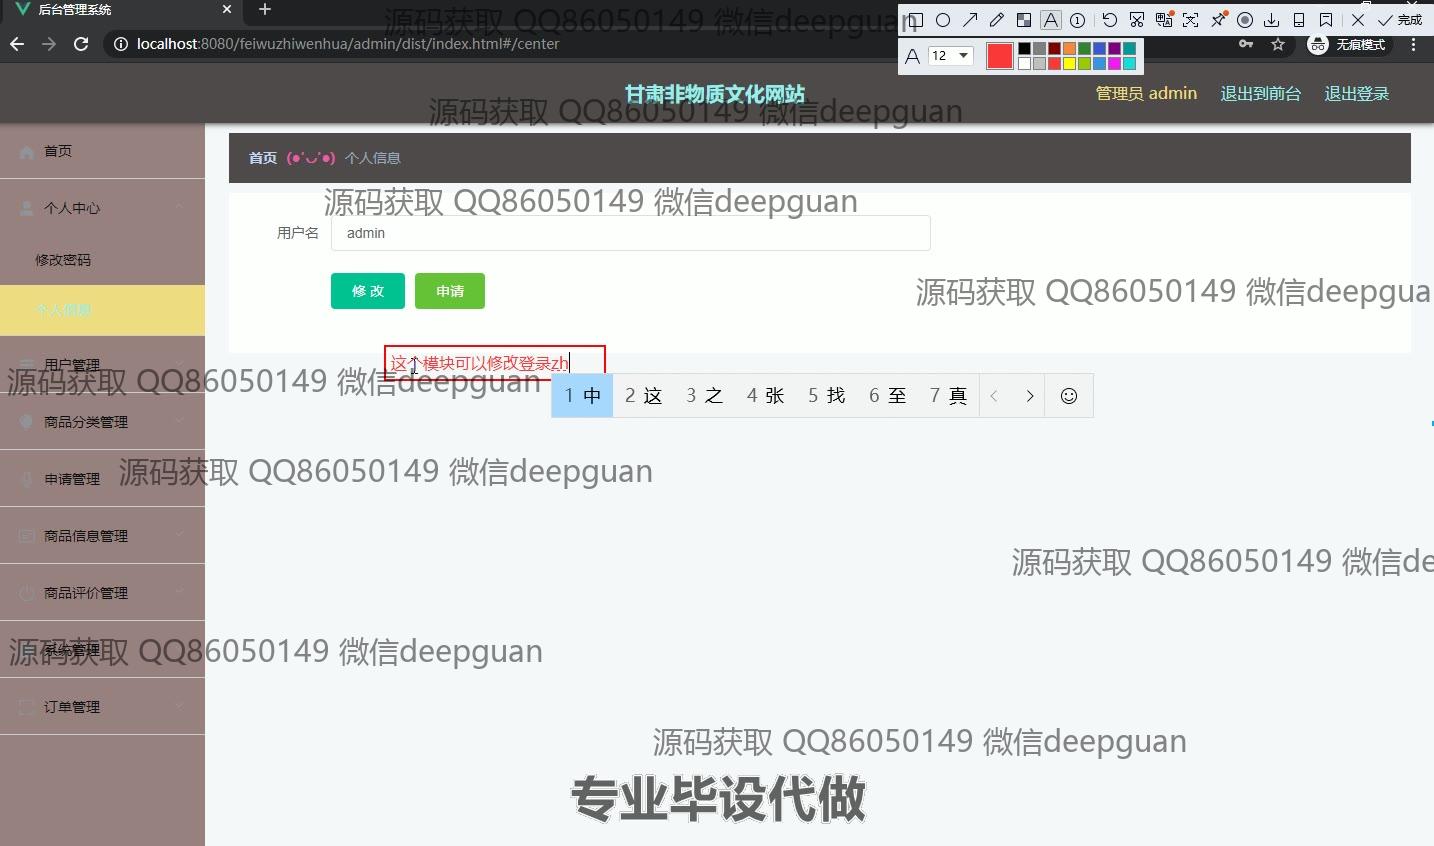 后台管理系统
localhost:8080/feiwuzhiwenhua/admin/dist/index.html#/center
完成
A 12
无痕模式
源码获取 QQ86050149 微信deepguan
甘肃非物质文化网站
管理员 admin 退出到前台 退出登录
源码获取 QQ86050149 微信deepguan
首页
首页 (●'◡'●) 个人信息
个人中心
源码获取 QQ86050149 微信deepguan
用户名 admin
修改密码
修 改 申请
源码获取 QQ86050149 微信deepgua
个人信息
用户管理
这个模块可以修改登录zh
源码获取 QQ86050149 微信deepguan
1 中 2 这 3 之 4 张 5 找 6 至 7 真
商品分类管理
申请管理
源码获取 QQ86050149 微信deepguan
商品信息管理
源码获取 QQ86050149 微信de
商品评价管理
系统管理
源码获取 QQ86050149 微信deepguan
订单管理
源码获取 QQ86050149 微信deepguan
专业毕设代做